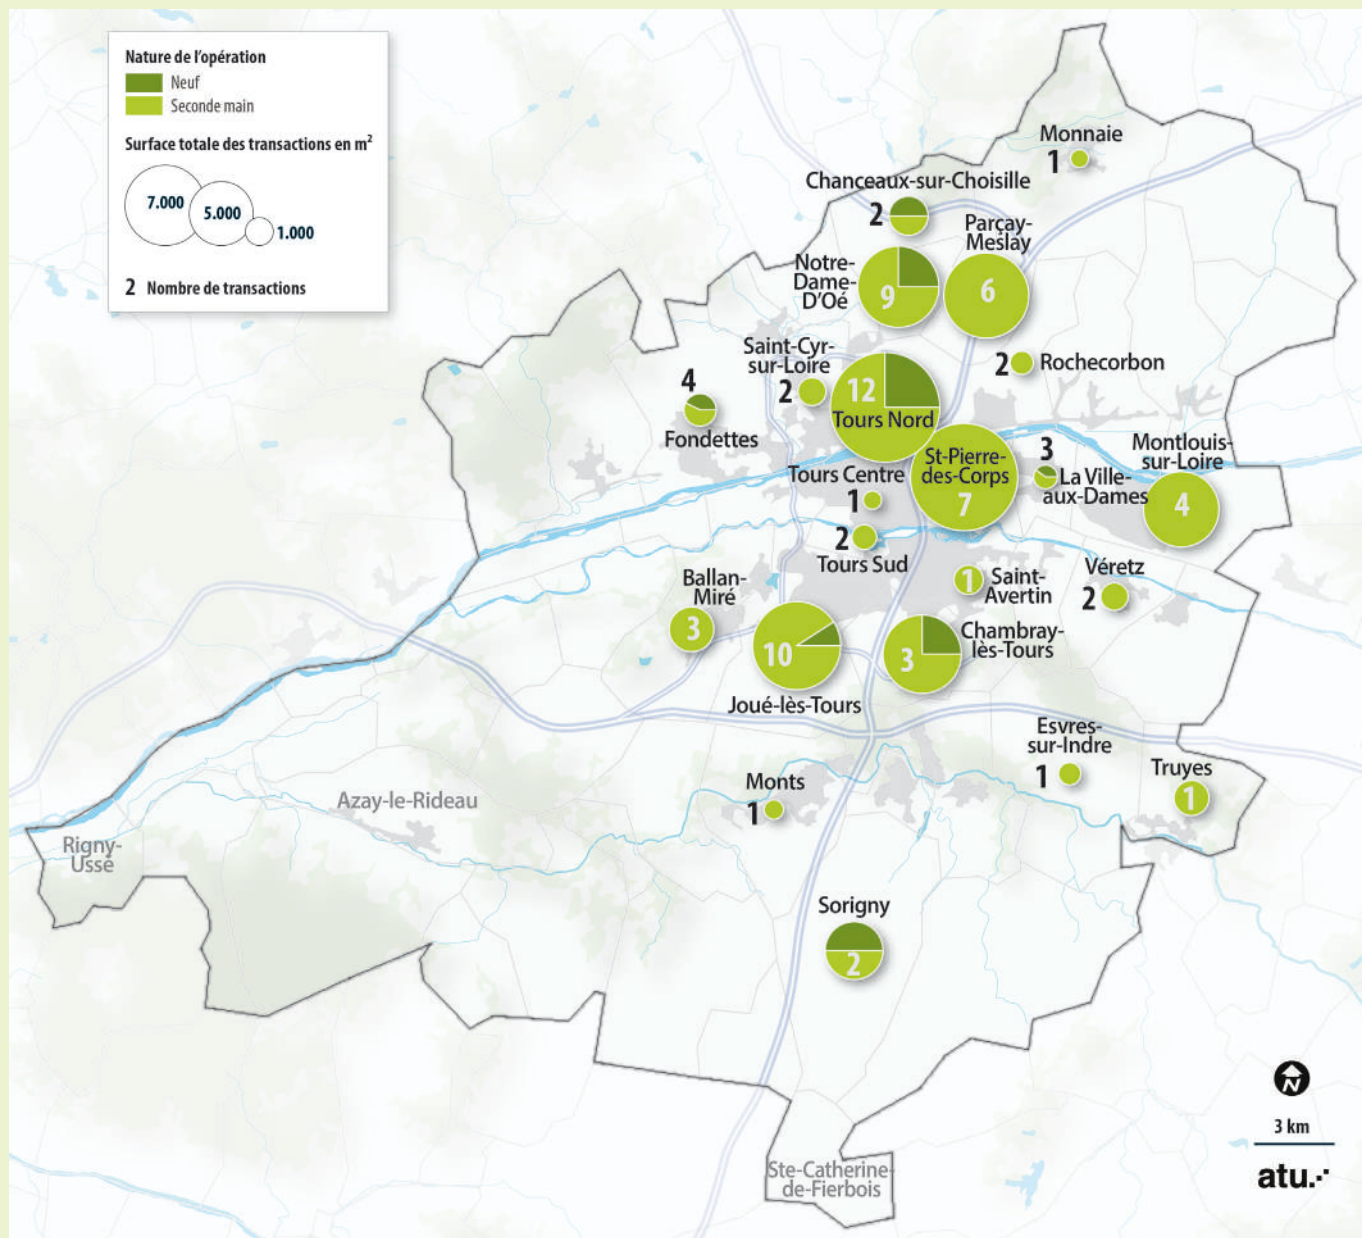 Nature de l'opération
Neuf
Seconde main
Surface totale des transactions en m²
7.000
5.000
1.000
2 Nombre de transactions
Monnaie
1
Chanceaux-sur-Choisille
2
Parçay-
Meslay
6
Notre-
Dame-
D'Oé
9
Saint-Cyr-
sur-Loire
2
2
Rochecorbon
4
Fondettes
12
Tours Nord
St-Pierre-
des-Corps
7
3
La Ville-
aux-Dames
Montlouis-
sur-Loire
4
Tours Centre
1
2
Tours Sud
Ballan-
Miré
3
1
Saint-
Avertin
Véretz
2
10
Joué-lès-Tours
3
Chambray-
lès-Tours
Esvres-
sur-Indre
1
Truyes
1
Monts
1
Azay-le-Rideau
Rigny-
Ussé
Sorigny
2
Ste-Catherine-
de-Fierbois
N
3 km
atu.